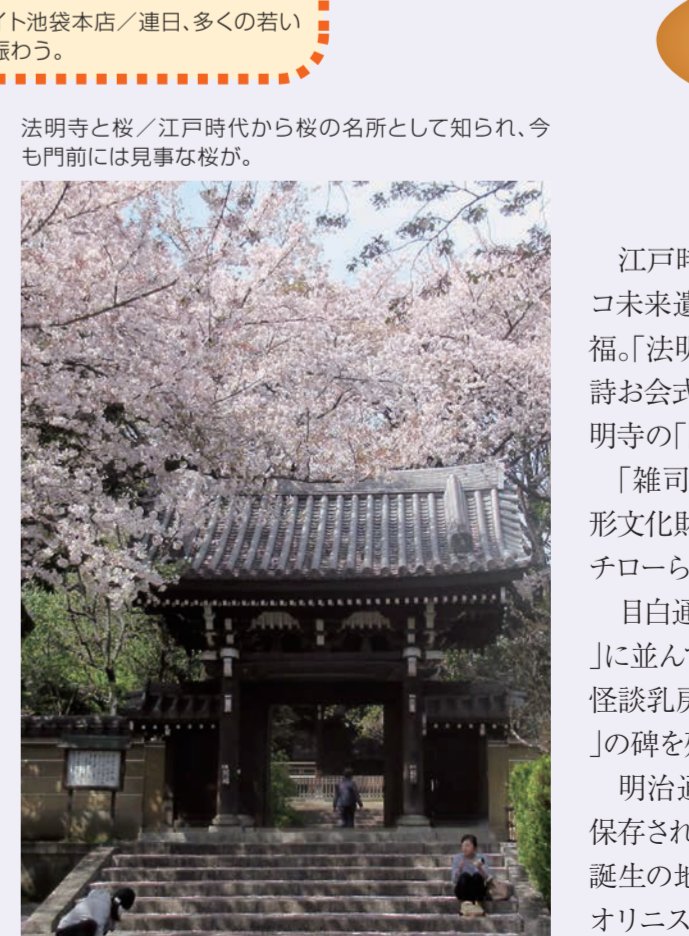 イト池袋本店／連日、多くの若い
賑わう。
法明寺と桜／江戸時代から桜の名所として知られ、今
も門前には見事な桜が。
江戸時
コ未来遺
福。「法明
詩お会式
明寺の「
「雑司
形文化財
チローら
目白通
」に並んで
怪談乳房
」の碑を
明治通
保存され
誕生の地
オリニス